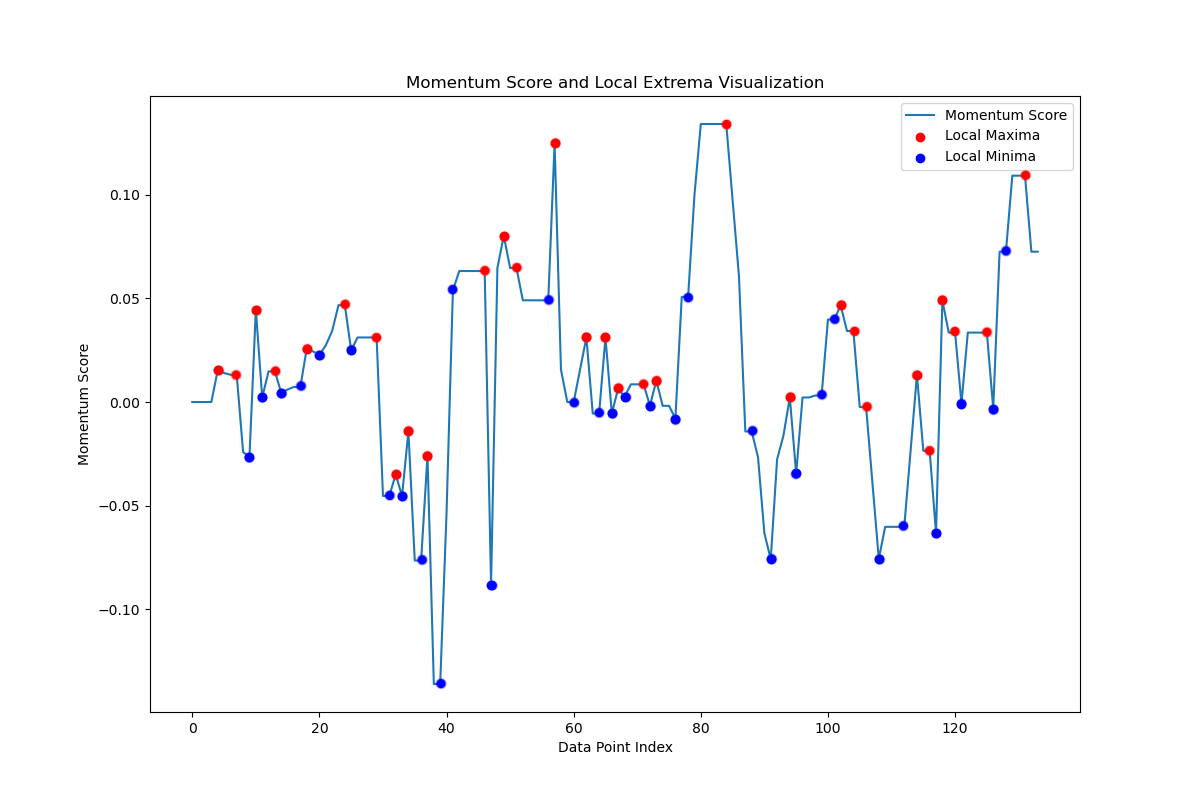 Momentum Score and Local Extrema Visualization
Momentum Score
Local Maxima
Local Minima
0.10
0.05
0.00
−0.05
−0.10
Momentum Score
0 20 40 60 80 100 120
Data Point Index